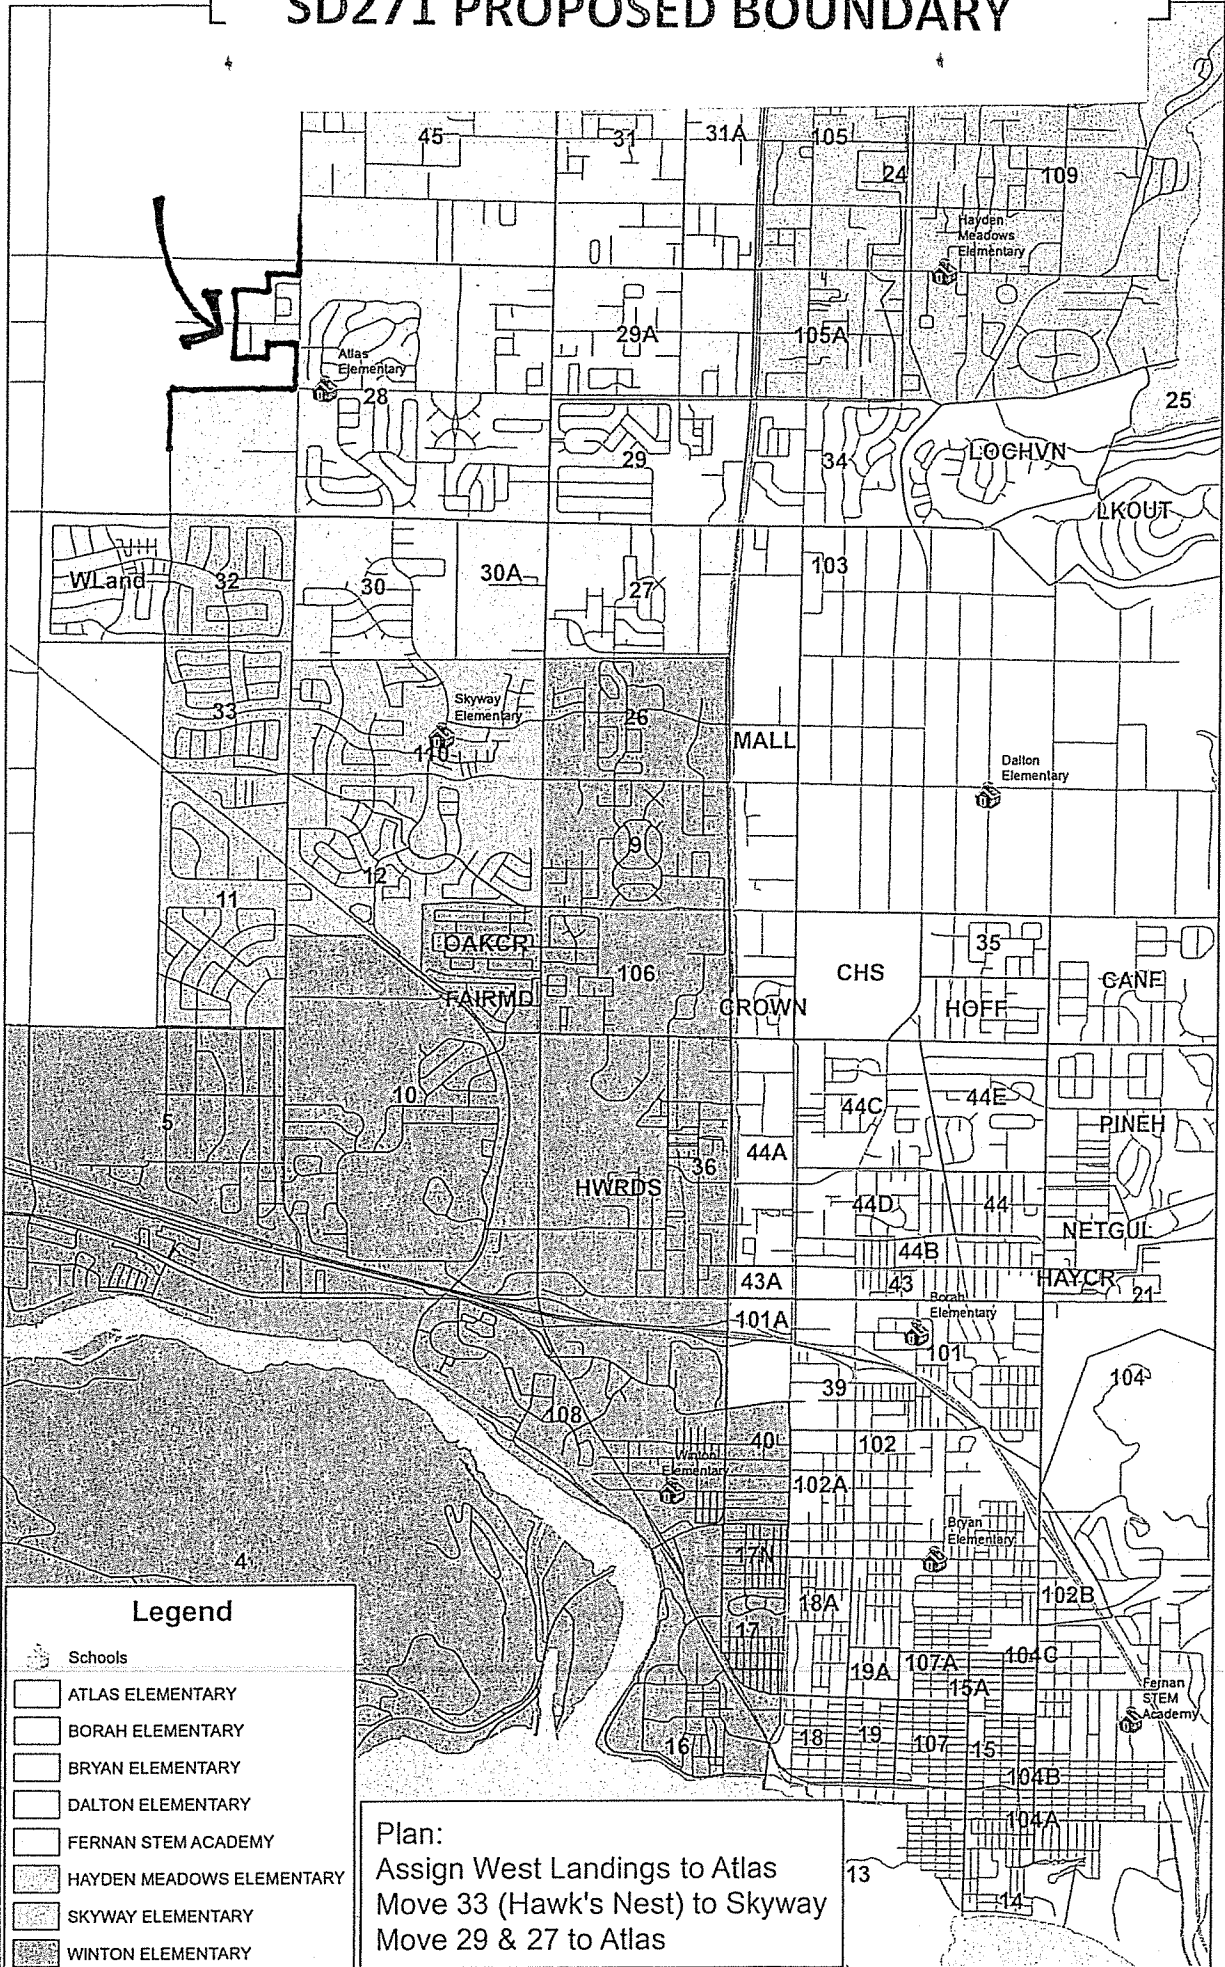 SD271 PROPOSED BOUNDARY
45
31
31A
105
24
109
Hayden
Meadows
Elementary
29A
105A
Atlas
Elementary
28
25
29
34
LOCHVN
LKOUT
WLand
32
30
30A
27
103
33
Skyway
Elementary
110
26
MALL
Dalton
Elementary
9
12
11
OAKCR
106
35
CHS
CANF
FAIRMD
CROWN
HOFF
10
44C
44E
5
PINEH
36
44A
HWRDS
44D
44
NETGUL
44B
43A
43
HAYCR
21
Borah
Elementary
101A
101
104
39
108
40
102
Winton
Elementary
102A
Bryan
Elementary
4
17N
102B
18A
17
19A
107A
104C
15A
Fernan
STEM
Academy
16
18
19
107
15
104B
104A
13
14
Legend
Schools
ATLAS ELEMENTARY
BORAH ELEMENTARY
BRYAN ELEMENTARY
DALTON ELEMENTARY
FERNAN STEM ACADEMY
HAYDEN MEADOWS ELEMENTARY
SKYWAY ELEMENTARY
WINTON ELEMENTARY
Plan:
Assign West Landings to Atlas
Move 33 (Hawk's Nest) to Skyway
Move 29 & 27 to Atlas